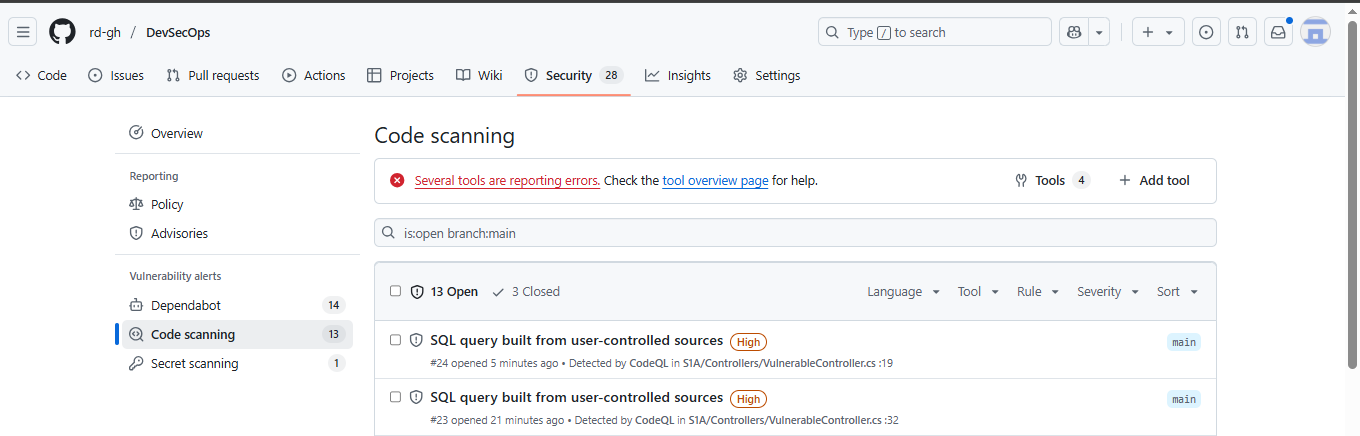 rd-gh / DevSecOps
Type / to search
Code Issues Pull requests Actions Projects Wiki Security 28 Insights Settings
Overview
Reporting
Policy
Advisories
Vulnerability alerts
Dependabot 14
Code scanning 13
Secret scanning 1
Code scanning
Several tools are reporting errors. Check the tool overview page for help. Tools 4 Add tool
is:open branch:main
13 Open 3 Closed Language Tool Rule Severity Sort
SQL query built from user-controlled sources High main
#24 opened 5 minutes ago • Detected by CodeQL in S1A/Controllers/VulnerableController.cs :19
SQL query built from user-controlled sources High main
#23 opened 21 minutes ago • Detected by CodeQL in S1A/Controllers/VulnerableController.cs :32